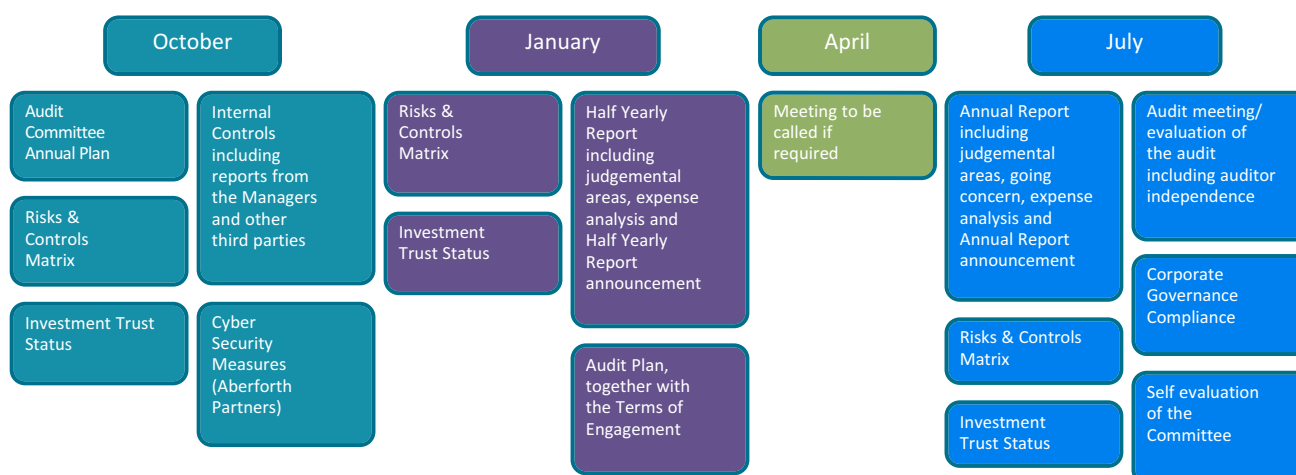 October
Audit
Committee
Annual Plan
Risks &
Controls
Matrix
Investment Trust
Status
Internal
Controls
including
reports from
the Managers
and other
third parties
Cyber
Security
Measures
(Aberforth
Partners)
January
Risks &
Controls
Matrix
Investment
Trust Status
Half Yearly
Report
including
judgemental
areas, expense
analysis and
Half Yearly
Report
announcement
Audit Plan,
together with
the Terms of
Engagement
April
Meeting to be
called if
required
July
Annual Report
including
judgemental
areas, going
concern, expense
analysis and
Annual Report
announcement
Risks & Controls
Matrix
Investment
Trust Status
Audit meeting/
evaluation of
the audit
including auditor
independence
Corporate
Governance
Compliance
Self evaluation
of the
Committee